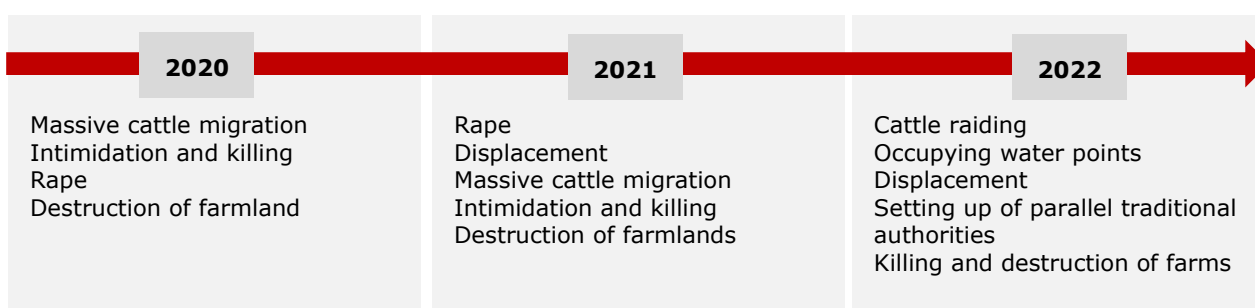 2020
Massive cattle migration
Intimidation and killing
Rape
Destruction of farmland
2021
Rape
Displacement
Massive cattle migration
Intimidation and killing
Destruction of farmlands
2022
Cattle raiding
Occupying water points
Displacement
Setting up of parallel traditional
authorities
Killing and destruction of farms